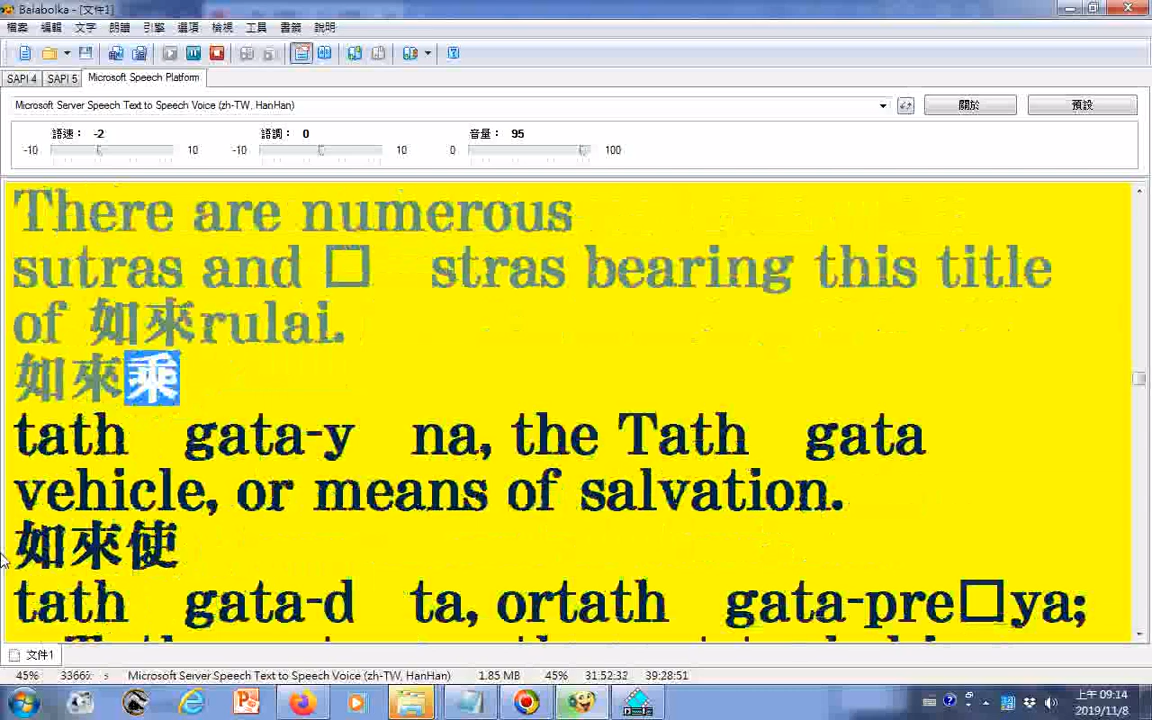 Balabolka - [文件1]
檔案 編輯 文字 朗讀 引擎 選項 檢視 工具 書籤 說明
SAPI 4 SAPI 5 Microsoft Speech Platform
Microsoft Server Speech Text to Speech Voice (zh-TW, HanHan) 關於 預設
語速： -2 語調： 0 音量： 95
-10 10 -10 10 0 100
There are numerous
sutras and □ stras bearing this title
of 如來rulai.
如來乘
tath gata-y na, the Tath gata
vehicle, or means of salvation.
如來使
tath gata-d ta, ortath gata-pre□ya;
文件1
45% Microsoft Server Speech Text to Speech Voice (zh-TW, HanHan) 1.85 MB 45% 31:52:32 39:28:51
上午 09:14
2019/11/8